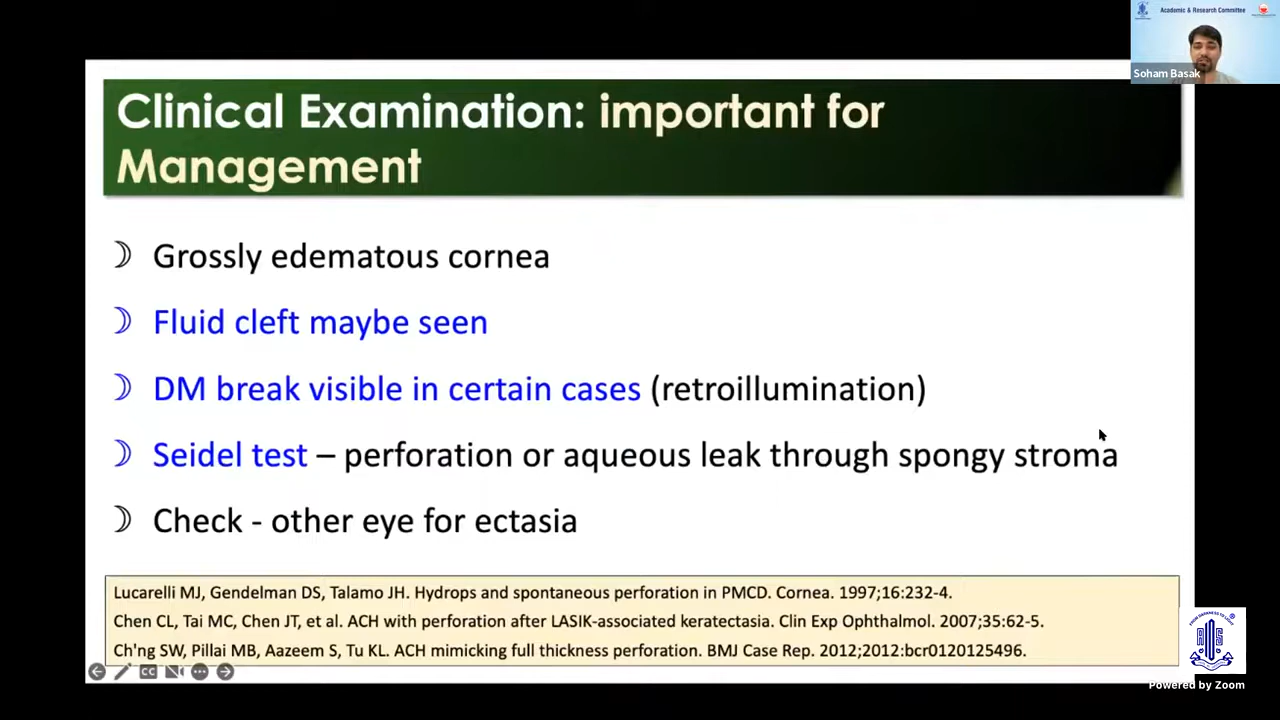 Academic & Research Committee
Soham Basak
Clinical Examination: important for
Management
Grossly edematous cornea
Fluid cleft maybe seen
DM break visible in certain cases (retroillumination)
Seidel test – perforation or aqueous leak through spongy stroma
Check - other eye for ectasia
Lucarelli MJ, Gendelman DS, Talamo JH. Hydrops and spontaneous perforation in PMCD. Cornea. 1997;16:232-4.
Chen CL, Tai MC, Chen JT, et al. ACH with perforation after LASIK-associated keratectasia. Clin Exp Ophthalmol. 2007;35:62-5.
Ch'ng SW, Pillai MB, Aazeem S, Tu KL. ACH mimicking full thickness perforation. BMJ Case Rep. 2012;2012:bcr0120125496.
CC
Powered by Zoom